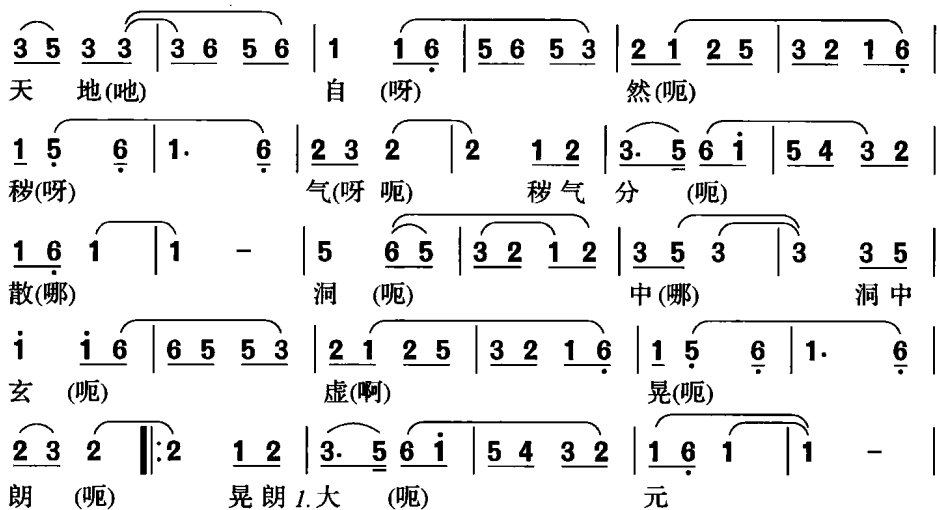 3 5 3 3 | 3 6 5 6 | 1 1 6 | 5 6 5 3 | 2 1 2 5 | 3 2 1 6 |
天 地(吔) 自 (呀) 然(呃)
1 5 6 | 1. 6 | 2 3 2 | 2 1 2 | 3. 5 6 i | 5 4 3 2 |
秽(呀) 气(呀 呃) 秽 气 分 (呃)
1 6 1 | 1 – | 5 6 5 | 3 2 1 2 | 3 5 3 | 3 3 5 |
散(哪) 洞 (呃) 中(哪) 洞 中
i i 6 | 6 5 5 3 | 2 1 2 5 | 3 2 1 6 | 1 5 6 | 1. 6 |
玄 (呃) 虚(啊) 晃(呃)
2 3 2 ‖: 2 1 2 | 3. 5 6 i | 5 4 3 2 | 1 6 1 | 1 – |
朗 (呃) 晃 朗 1. 大 (呃) 元